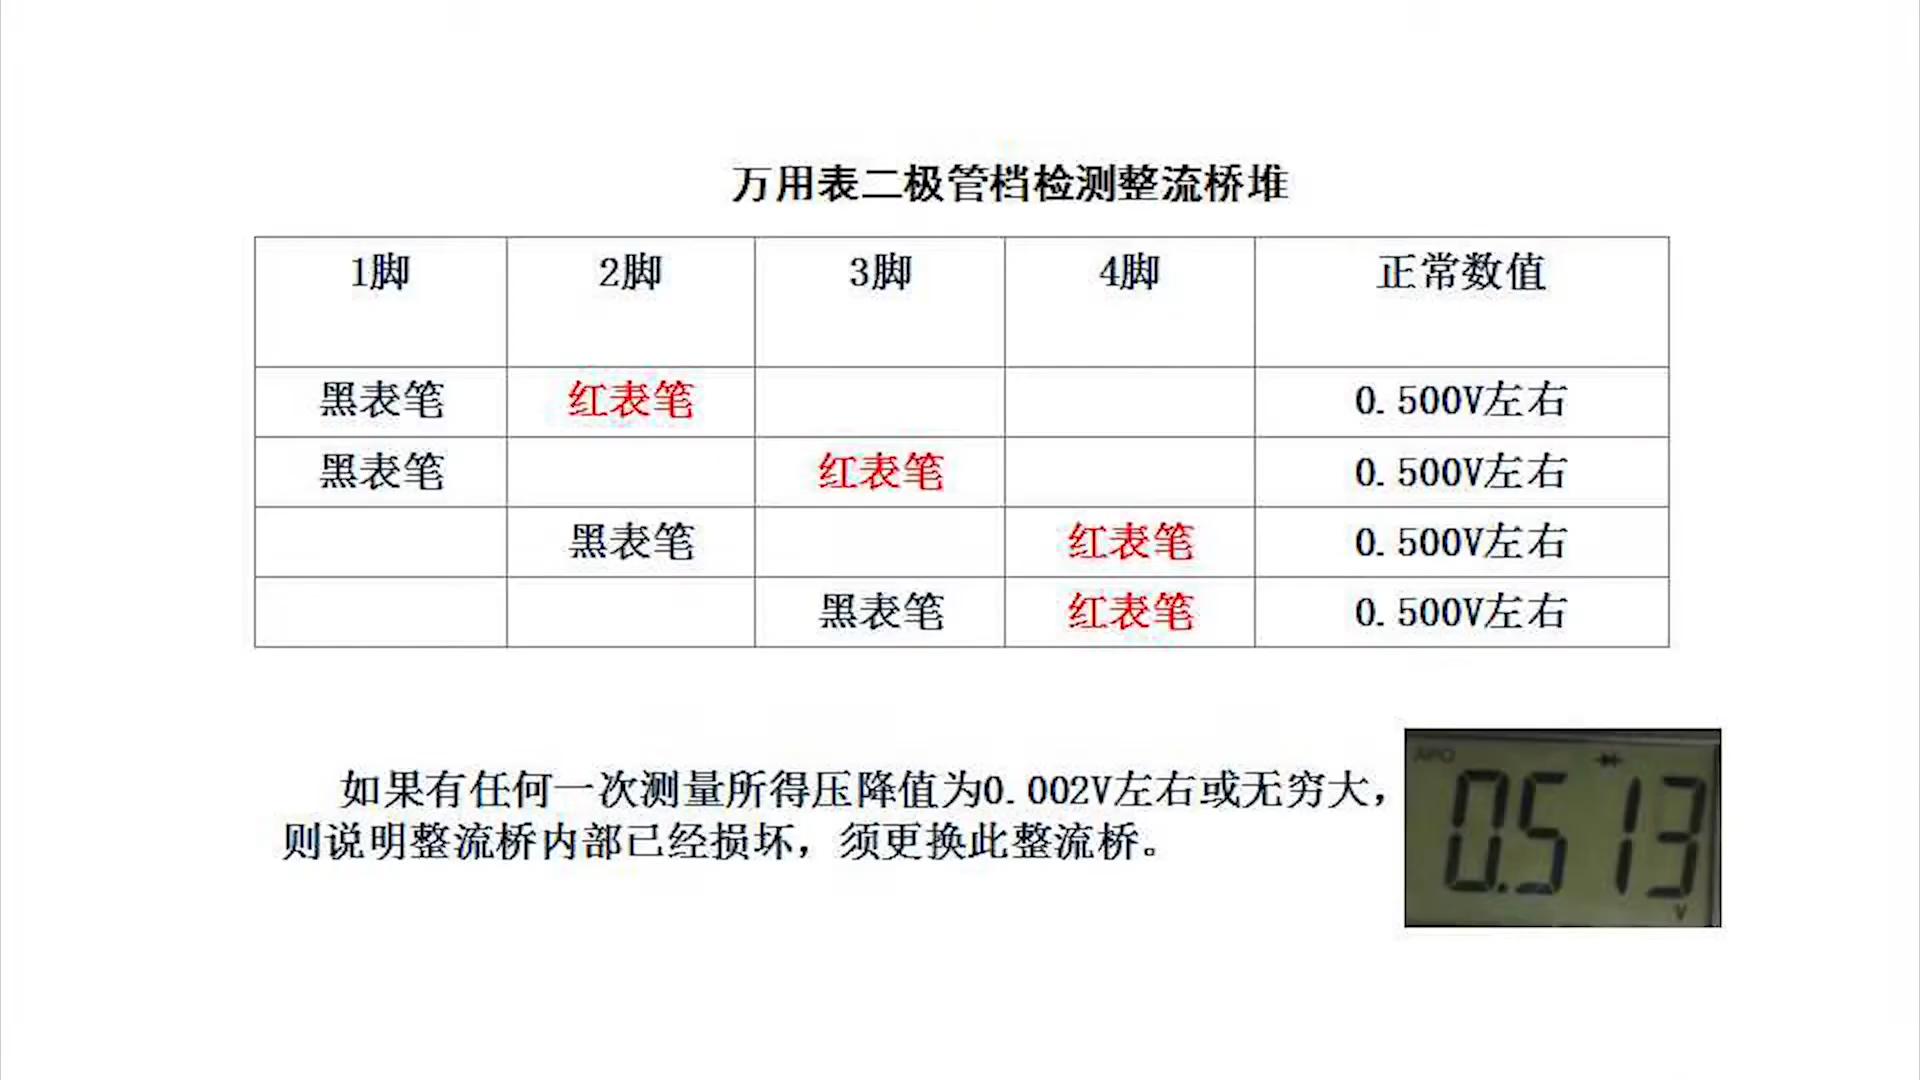 万用表二极管档检测整流桥堆
1脚 2脚 3脚 4脚 正常数值
黑表笔 红表笔 0.500V左右
黑表笔 红表笔 0.500V左右
黑表笔 红表笔 0.500V左右
黑表笔 红表笔 0.500V左右
如果有任何一次测量所得压降值为0.002V左右或无穷大，
则说明整流桥内部已经损坏，须更换此整流桥。
APO
0.513
V